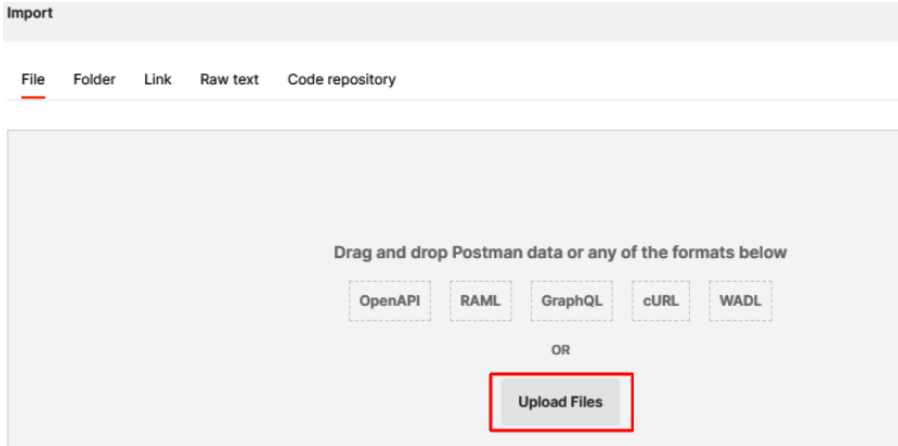 Import
File Folder Link Raw text Code repository
Drag and drop Postman data or any of the formats below
OpenAPI RAML GraphQL cURL WADL
OR
Upload Files